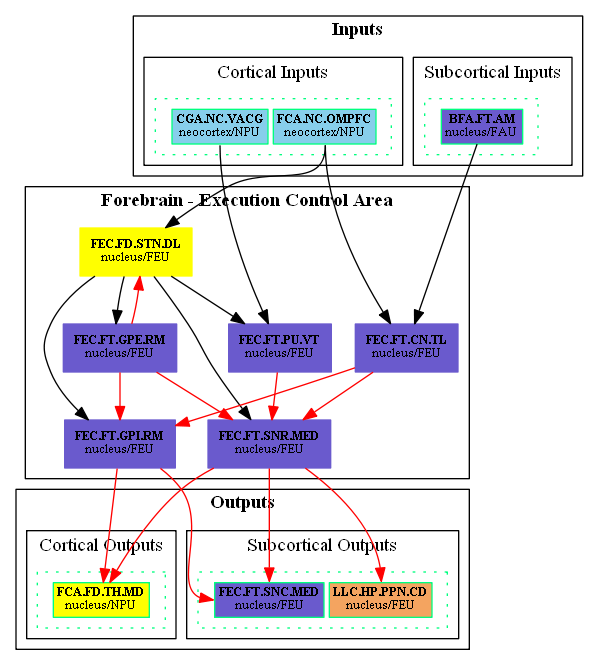 Inputs
Cortical Inputs
Subcortical Inputs
CGA.NC.VACG
neocortex/NPU
FCA.NC.OMPFC
neocortex/NPU
BFA.FT.AM
nucleus/FAU
Forebrain - Execution Control Area
FEC.FD.STN.DL
nucleus/FEU
FEC.FT.GPE.RM
nucleus/FEU
FEC.FT.PU.VT
nucleus/FEU
FEC.FT.CN.TL
nucleus/FEU
FEC.FT.GPI.RM
nucleus/FEU
FEC.FT.SNR.MED
nucleus/FEU
Outputs
Cortical Outputs
Subcortical Outputs
FCA.FD.TH.MD
nucleus/NPU
FEC.FT.SNC.MED
nucleus/FEU
LLC.HP.PPN.CD
nucleus/FEU